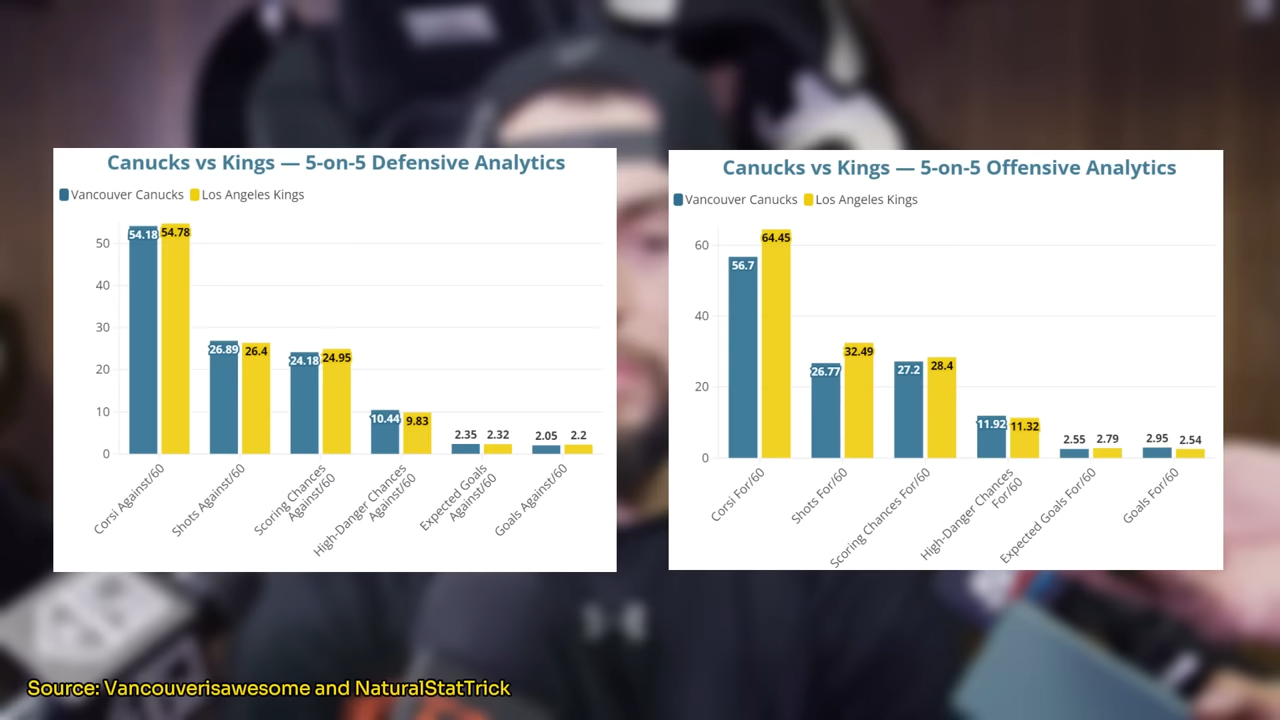 Canucks vs Kings — 5-on-5 Defensive Analytics
Vancouver Canucks Los Angeles Kings
50
40
30
20
10
0
54.18 54.78
26.89 26.4
24.18 24.95
10.44 9.83
2.35 2.32
2.05 2.2
Corsi Against/60
Shots Against/60
Scoring Chances
Against/60
High-Danger Chances
Against/60
Expected Goals
Against/60
Goals Against/60
Canucks vs Kings — 5-on-5 Offensive Analytics
Vancouver Canucks Los Angeles Kings
60
40
20
0
56.7 64.45
26.77 32.49
27.2 28.4
11.92 11.32
2.55 2.79
2.95 2.54
Corsi For/60
Shots For/60
Scoring Chances For/60
High-Danger Chances
For/60
Expected Goals For/60
Goals For/60
Source: Vancouverisawesome and NaturalStatTrick